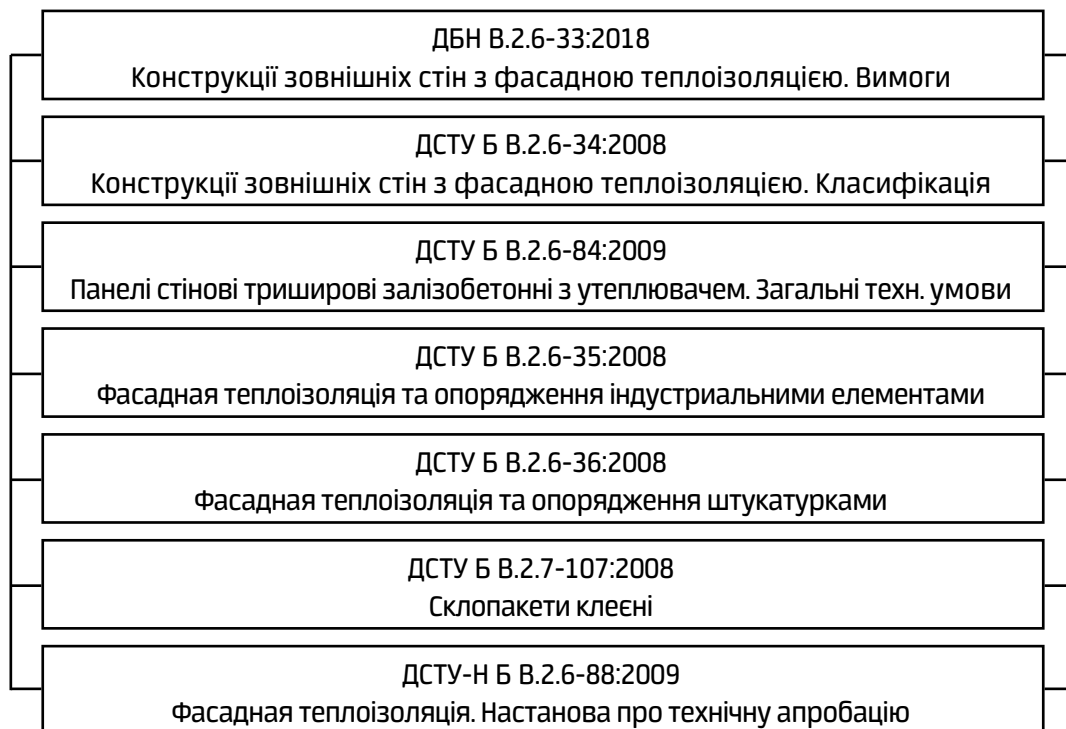 ДБН В.2.6-33:2018
Конструкції зовнішніх стін з фасадною теплоізоляцією. Вимоги
ДСТУ Б В.2.6-34:2008
Конструкції зовнішніх стін з фасадною теплоізоляцією. Класифікація
ДСТУ Б В.2.6-84:2009
Панелі стінові триширові залізобетонні з утеплювачем. Загальні техн. умови
ДСТУ Б В.2.6-35:2008
Фасадная теплоізоляція та опорядження індустриальними елементами
ДСТУ Б В.2.6-36:2008
Фасадная теплоізоляція та опорядження штукатурками
ДСТУ Б В.2.7-107:2008
Склопакети клеєні
ДСТУ-Н Б В.2.6-88:2009
Фасадная теплоізоляція. Настанова про технічну апробацію